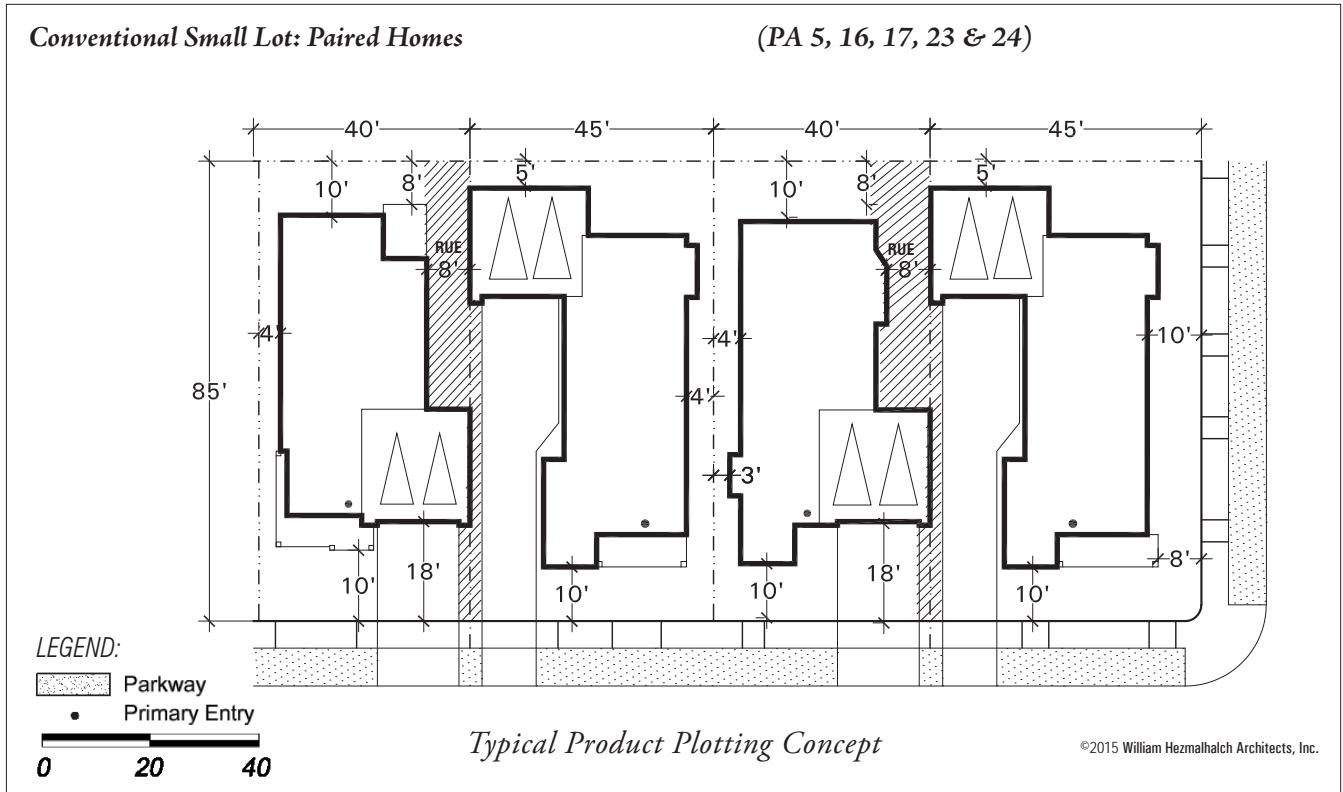 Conventional Small Lot: Paired Homes (PA 5, 16, 17, 23 & 24)
40' 45' 40' 45'
10' 8' 5' 10' 8' 5'
RUE RUE
8' 8'
4' 4' 10'
85' 4'
3'
10' 18' 10' 10' 18' 10' 8'
LEGEND:
Parkway
Primary Entry
0 20 40
Typical Product Plotting Concept
©2015 William Hezmalhalch Architects, Inc.